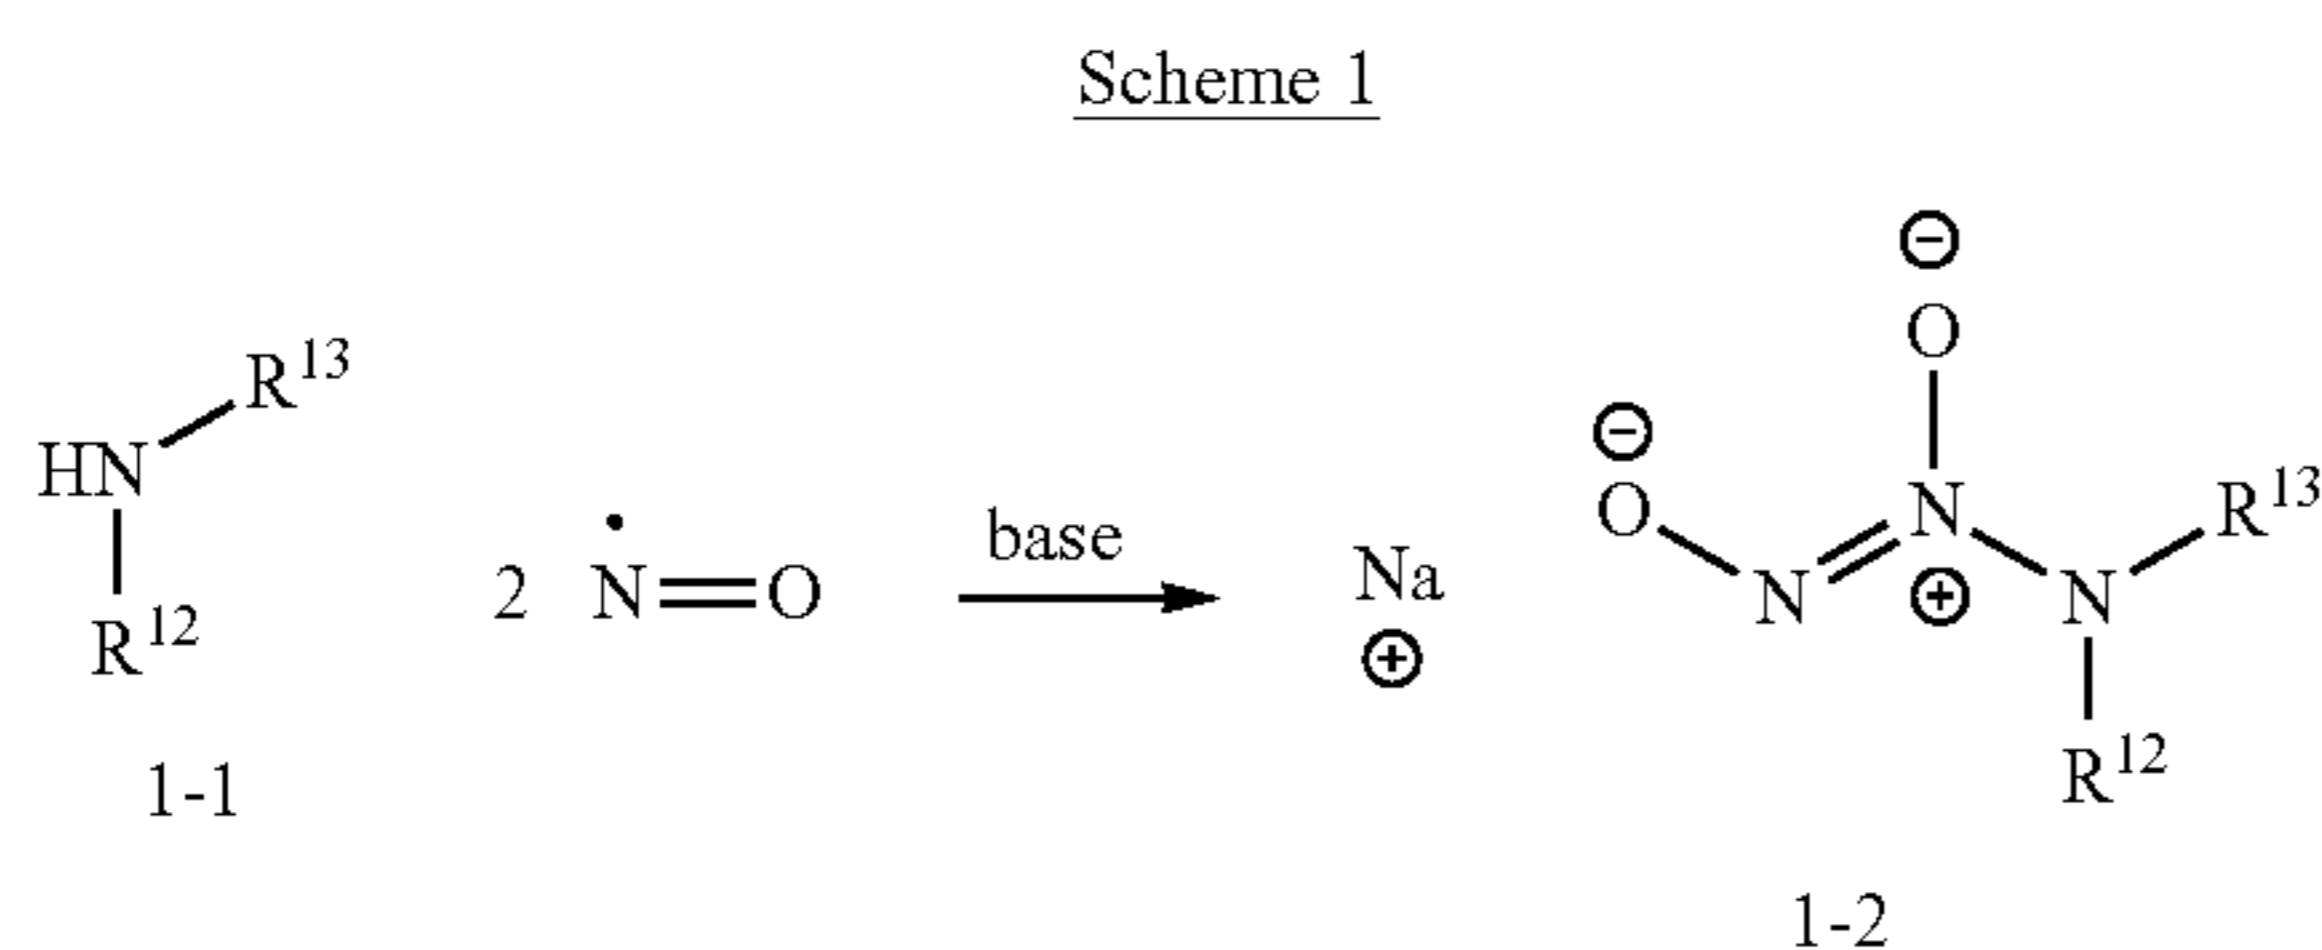 Scheme 1
HN
R¹³
R¹²
1-1
2 Ṅ=O
base
Na
⊕
⊖
O
N
⊖
O
N
⊕
N
R¹³
R¹²
1-2